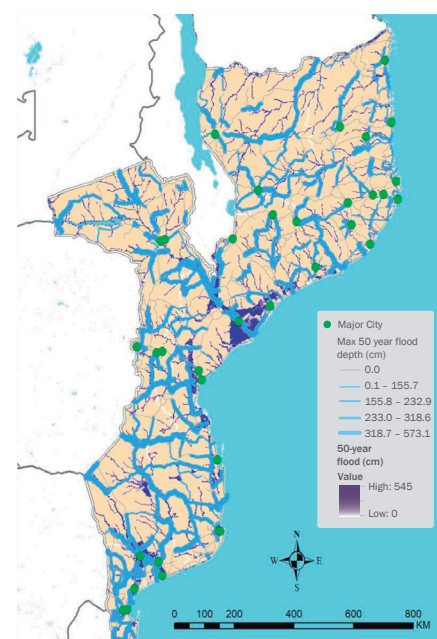 Major City
Max 50 year flood
depth (cm)
0.0
0.1 – 155.7
155.8 – 232.9
233.0 – 318.6
318.7 – 573.1
50-year
flood (cm)
Value
High: 545
Low: 0
N
W E
S
0 100 200 400 600 800
KM